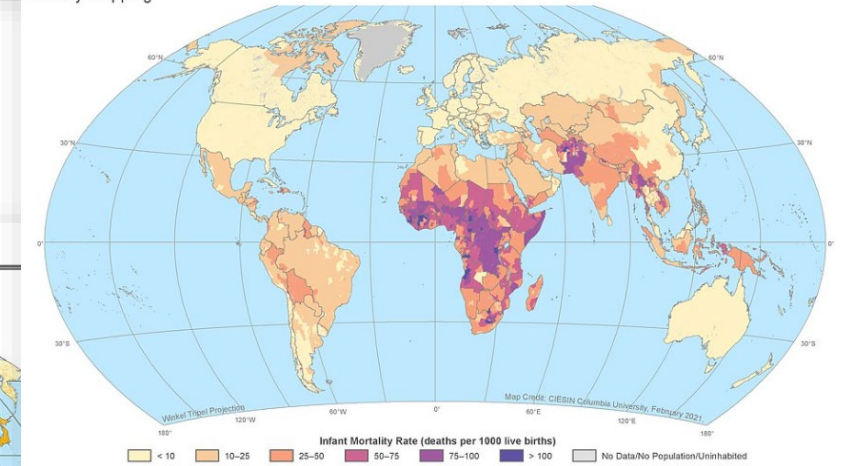 60°N
60°N
30°N
30°N
0°
0°
30°S
30°S
Winkel Tripel Projection
Map Credit: CIESIN Columbia University, February 2021
180°
120°W
60°W
0°
60°E
120°E
180°
Infant Mortality Rate (deaths per 1000 live births)
< 10 10–25 25–50 50–75 75–100 > 100 No Data/No Population/Uninhabited